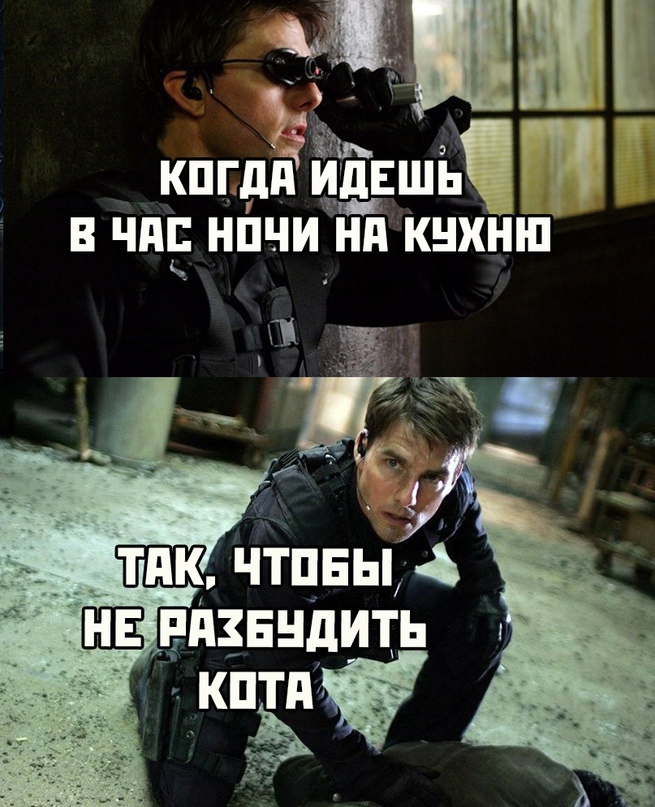 КОГДА ИДЕШЬ
В ЧАС НОЧИ НА КУХНЮ
ТАК, ЧТОБЫ
НЕ РАЗБУДИТЬ
КОТА